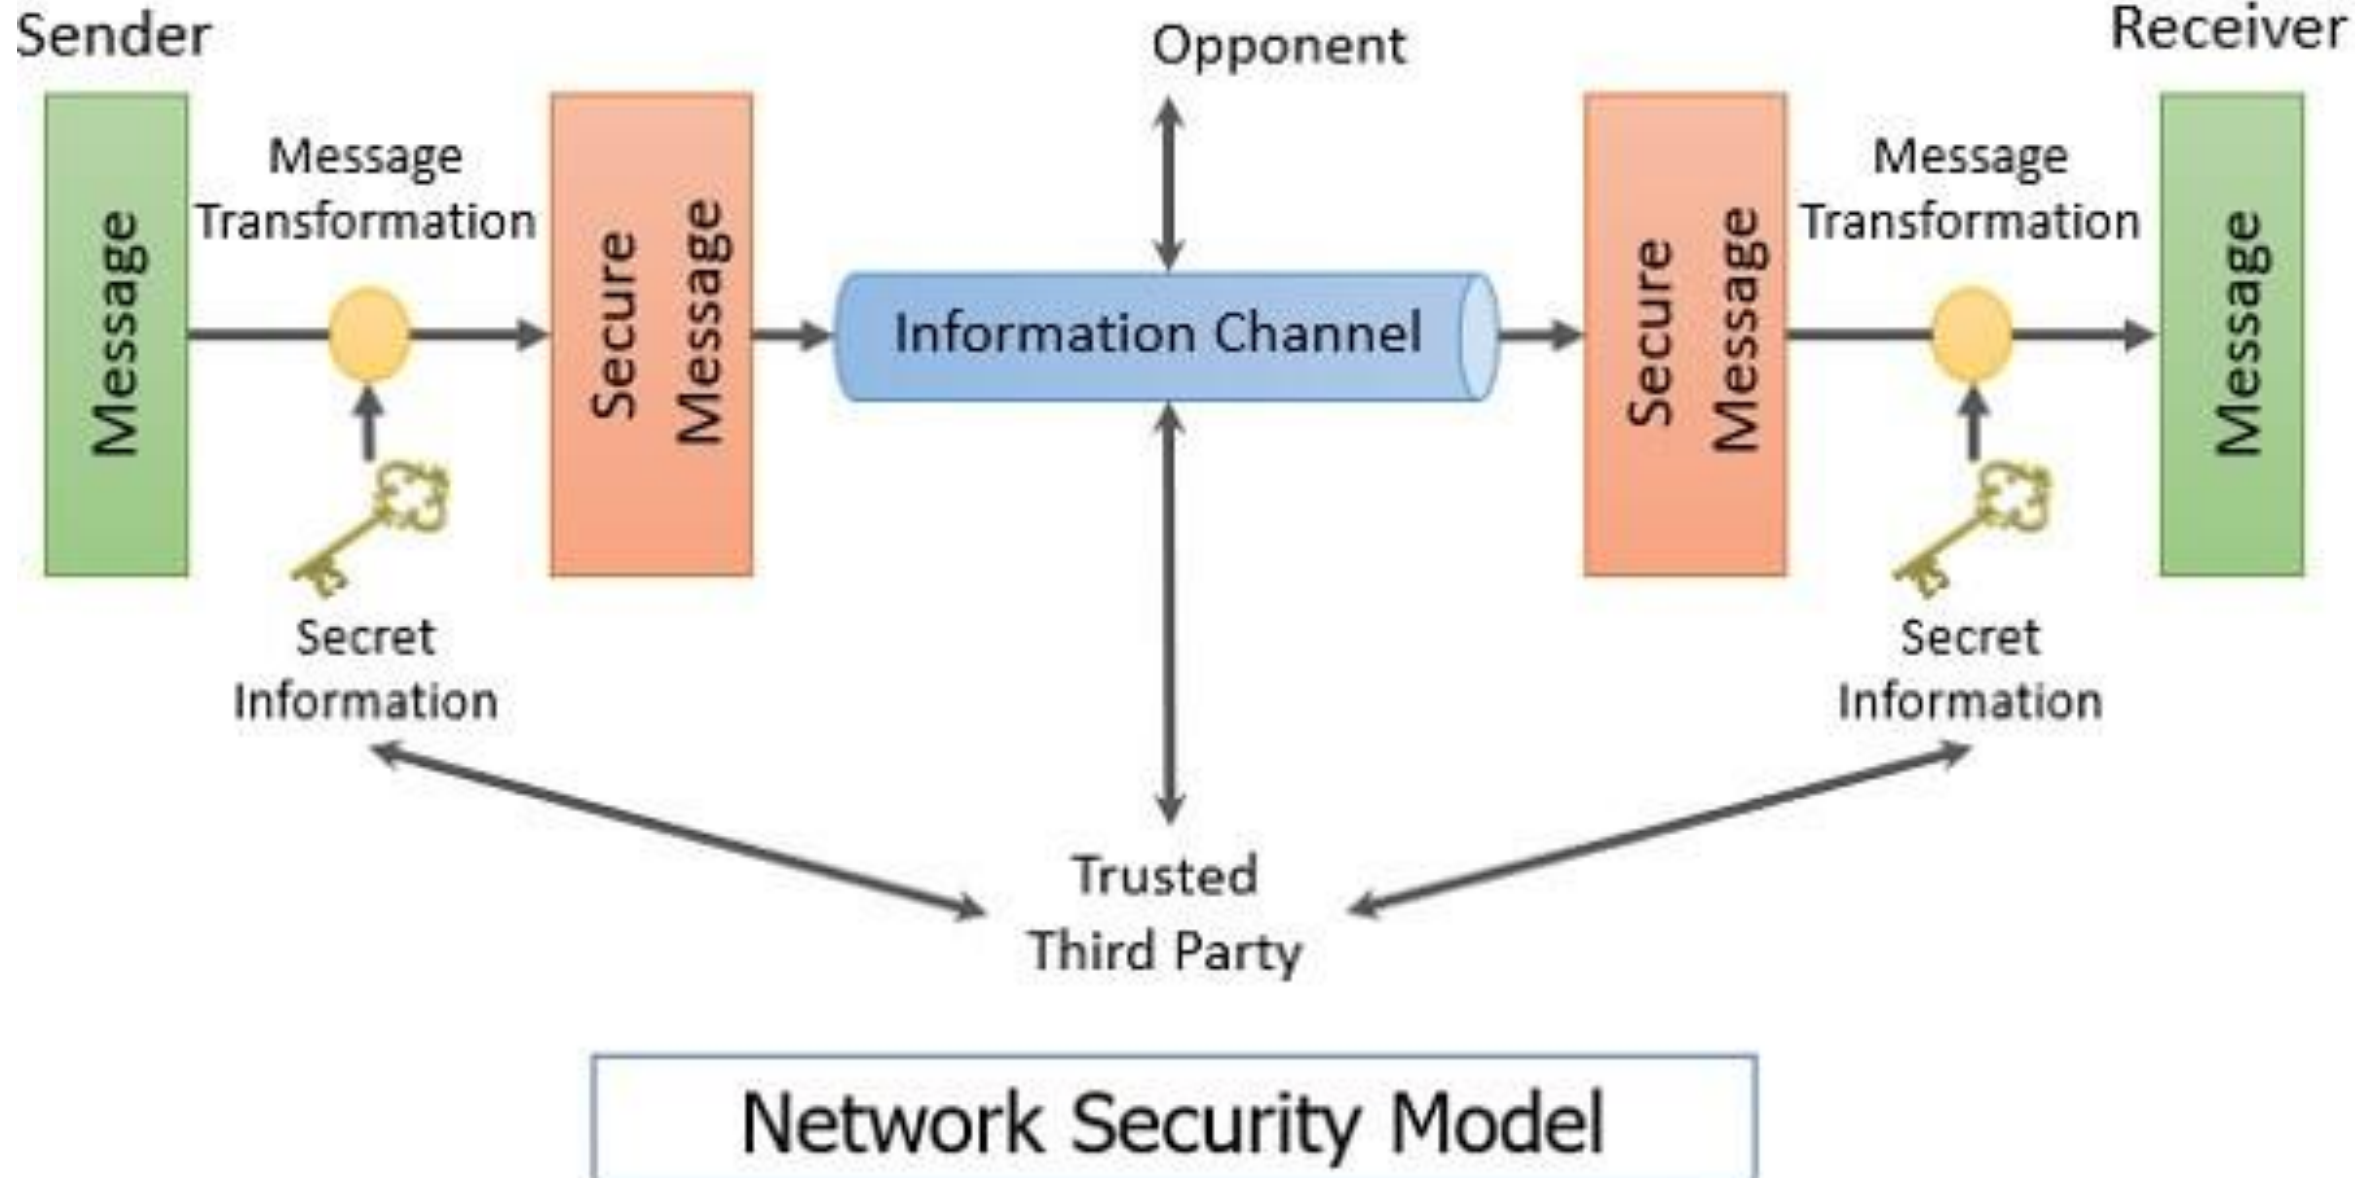 Sender
Opponent
Receiver
Message
Message
Transformation
Secure
Message
Information Channel
Secure
Message
Message
Transformation
Message
Secret
Information
Secret
Information
Trusted
Third Party
Network Security Model